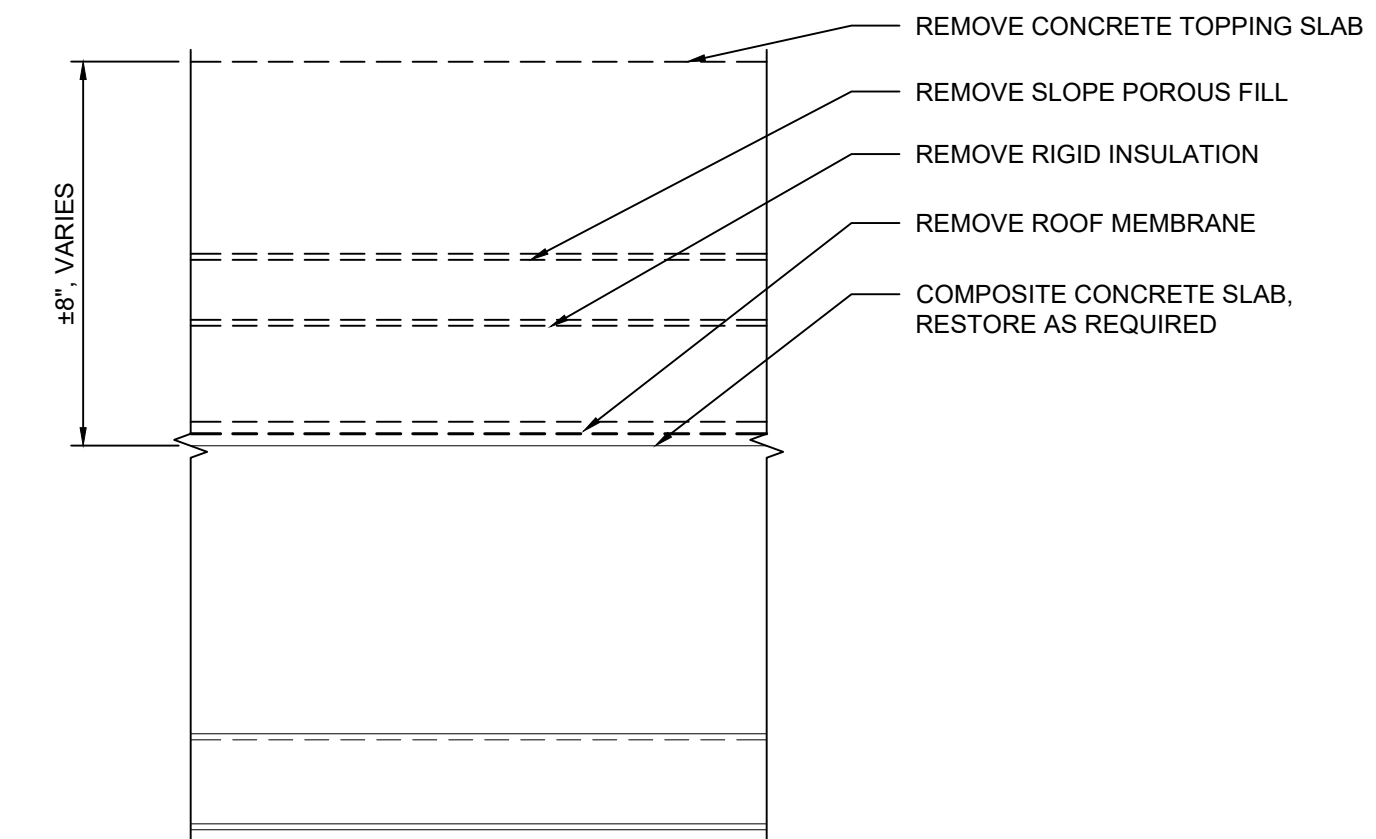 REMOVE CONCRETE TOPPING SLAB
REMOVE SLOPE POROUS FILL
REMOVE RIGID INSULATION
REMOVE ROOF MEMBRANE
COMPOSITE CONCRETE SLAB,
RESTORE AS REQUIRED
±8", VARIES